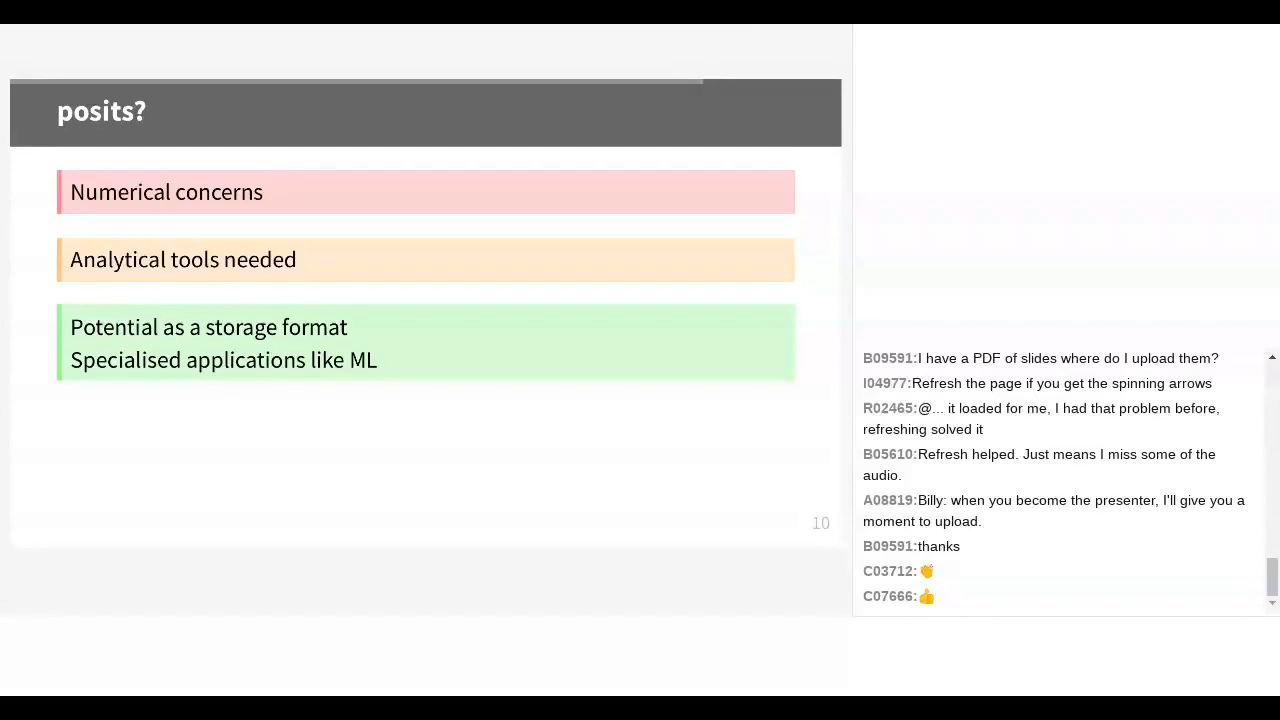 posits?
Numerical concerns
Analytical tools needed
Potential as a storage format
Specialised applications like ML
10
B09591:I have a PDF of slides where do I upload them?
I04977:Refresh the page if you get the spinning arrows
R02465:@... it loaded for me, I had that problem before,
refreshing solved it
B05610:Refresh helped. Just means I miss some of the
audio.
A08819:Billy: when you become the presenter, I'll give you a
moment to upload.
B09591:thanks
C03712:👏
C07666:👍